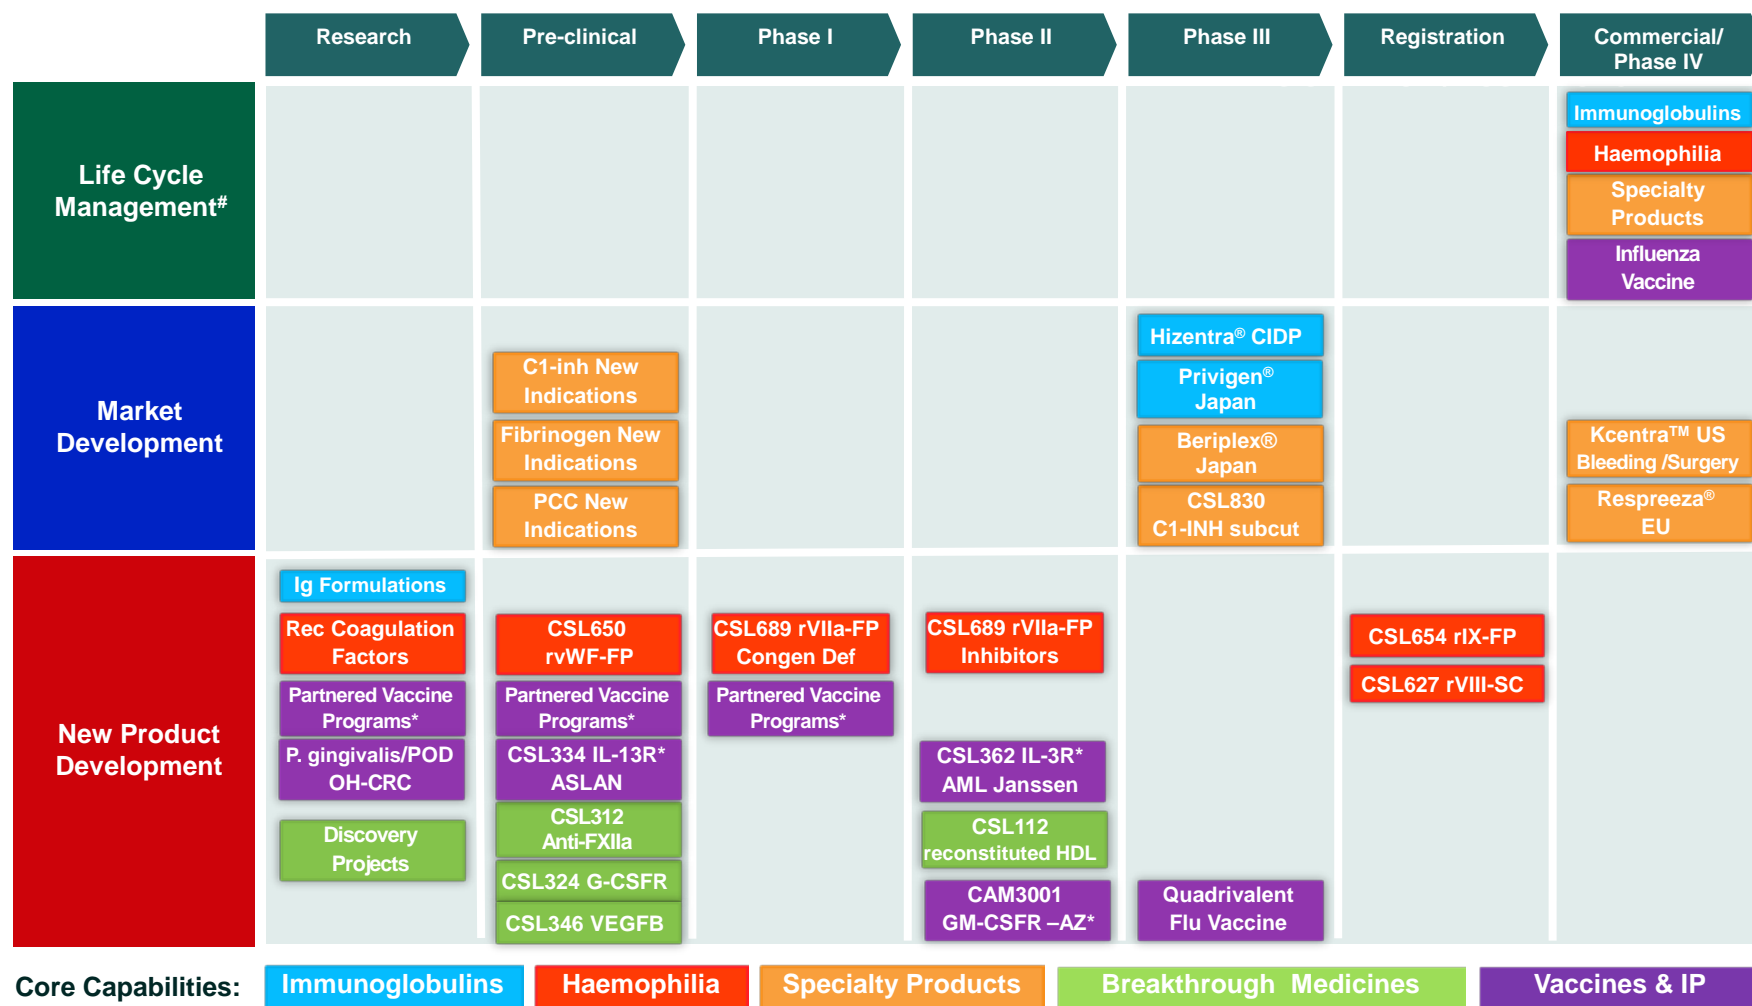 Research
Pre-clinical
Phase I
Phase II
Phase III
Registration
Commercial/
Phase IV
Life Cycle
Management#
Immunoglobulins
Haemophilia
Specialty
Products
Influenza
Vaccine
Market
Development
C1-inh New
Indications
Fibrinogen New
Indications
PCC New
Indications
Hizentra® CIDP
Privigen®
Japan
Beriplex®
Japan
CSL830
C1-INH subcut
Kcentra™ US
Bleeding /Surgery
Respreeza®
EU
New Product
Development
Ig Formulations
Rec Coagulation
Factors
Partnered Vaccine
Programs*
P. gingivalis/POD
OH-CRC
Discovery
Projects
CSL650
rvWF-FP
Partnered Vaccine
Programs*
CSL334 IL-13R*
ASLAN
CSL312
Anti-FXIIa
CSL324 G-CSFR
CSL346 VEGFB
CSL689 rVIIa-FP
Congen Def
Partnered Vaccine
Programs*
CSL689 rVIIa-FP
Inhibitors
CSL362 IL-3R*
AML Janssen
CSL112
reconstituted HDL
CAM3001
GM-CSFR –AZ*
Quadrivalent
Flu Vaccine
CSL654 rIX-FP
CSL627 rVIII-SC
Core Capabilities:
Immunoglobulins
Haemophilia
Specialty Products
Breakthrough Medicines
Vaccines & IP